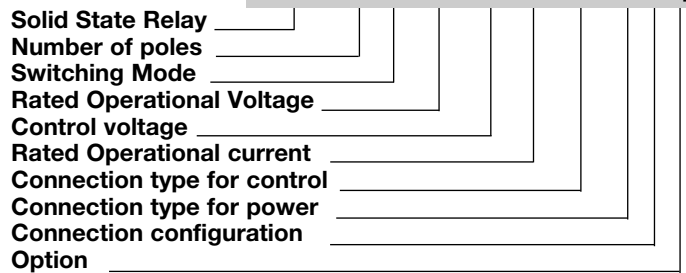 Solid State Relay
Number of poles
Switching Mode
Rated Operational Voltage
Control voltage
Rated Operational current
Connection type for control
Connection type for power
Connection configuration
Option